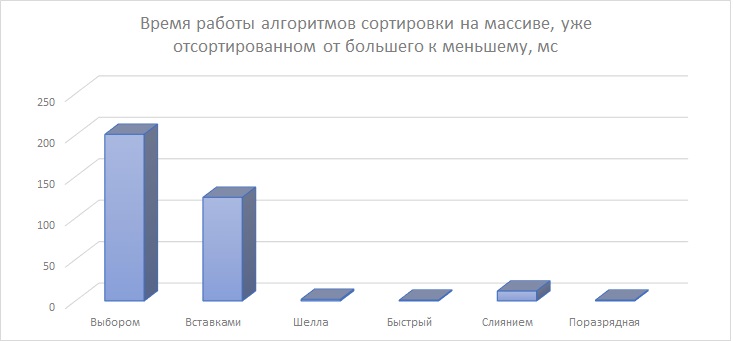 Время работы алгоритмов сортировки на массиве, уже
отсортированном от большего к меньшему, мс
250
200
150
100
50
0
Выбором
Вставками
Шелла
Быстрый
Слиянием
Поразрядная